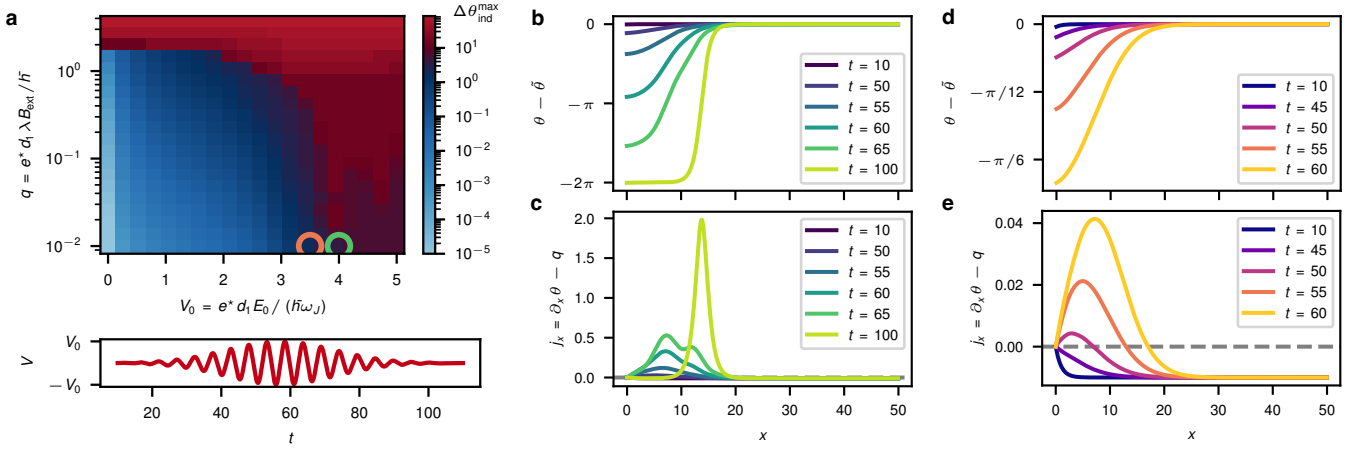 a
Δθ_ind^max
10^1
10^0
10^-1
10^-2
10^-3
10^-4
10^-5
q = e* d_1 λB_ext/ħ
10^0
10^-1
10^-2
0 1 2 3 4 5
V_0 = e* d_1 E_0 / (ħω_J)
V
V_0
−V_0
20 40 60 80 100
t
b
θ − θ̃
0
−π
−2π
t = 10
t = 50
t = 55
t = 60
t = 65
t = 100
c
j_x = ∂_x θ − q
2.0
1.5
1.0
0.5
0.0
t = 10
t = 50
t = 55
t = 60
t = 65
t = 100
0 10 20 30 40 50
x
d
θ − θ̃
0
−π/12
−π/6
t = 10
t = 45
t = 50
t = 55
t = 60
e
j_x = ∂_x θ − q
0.04
0.02
0.00
t = 10
t = 45
t = 50
t = 55
t = 60
0 10 20 30 40 50
x